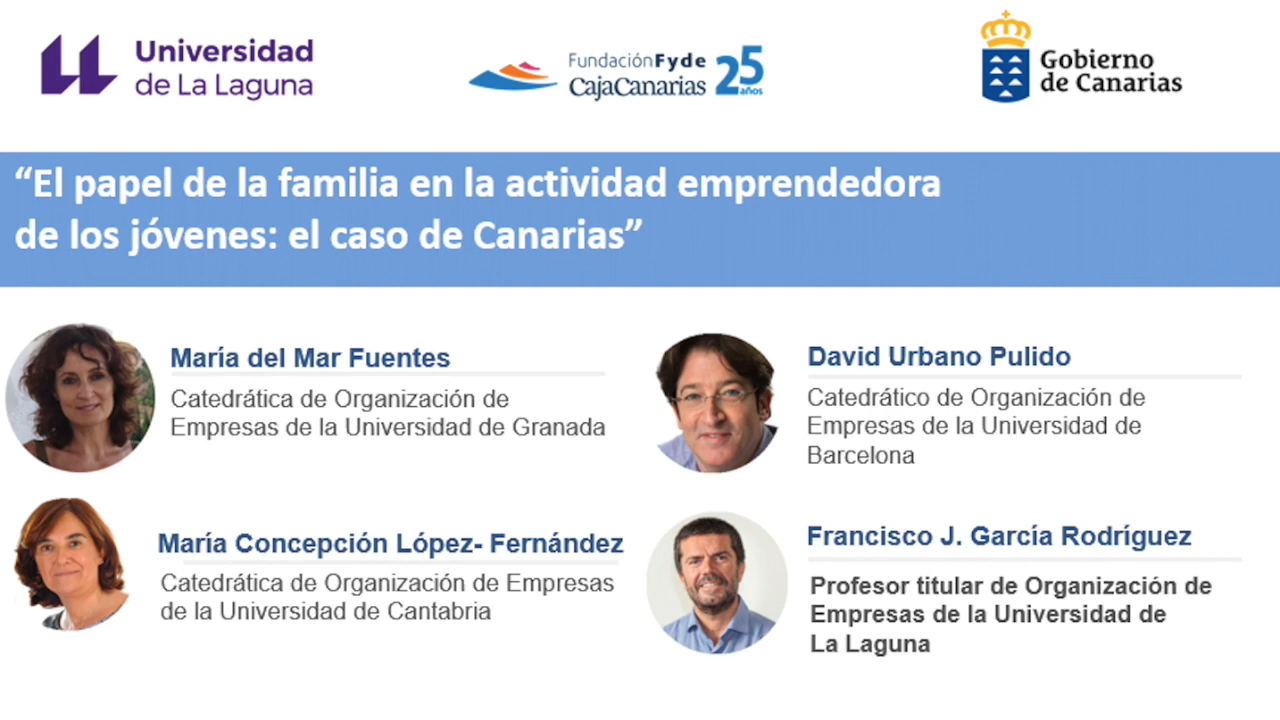 Universidad
de La Laguna
Fundación Fyde
CajaCanarias
25
años
Gobierno
de Canarias
“El papel de la familia en la actividad emprendedora
de los jóvenes: el caso de Canarias”
María del Mar Fuentes
Catedrática de Organización de
Empresas de la Universidad de Granada
David Urbano Pulido
Catedrático de Organización de
Empresas de la Universidad de
Barcelona
María Concepción López- Fernández
Catedrática de Organización de Empresas
de la Universidad de Cantabria
Francisco J. García Rodríguez
Profesor titular de Organización de
Empresas de la Universidad de
La Laguna